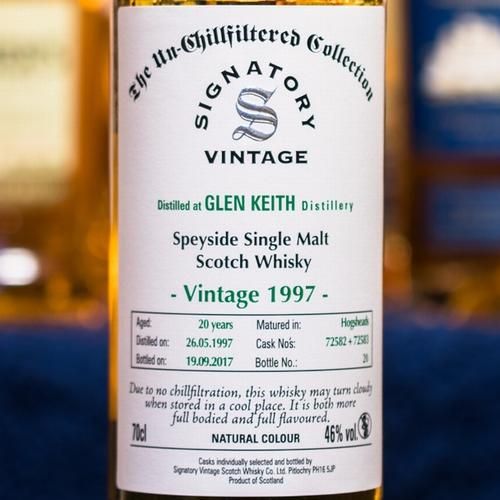 The Un-Chillfiltered Collection
SIGNATORY
S
VINTAGE
Distilled at GLEN KEITH Distillery
Speyside Single Malt
Scotch Whisky
- Vintage 1997 -
Aged: 20 years Matured in: Hogsheads
Distilled on: 26.05.1997 Cask No's: 72582 + 72583
Bottled on: 19.09.2017 Bottle No.: 20
Due to no chillfiltration, this whisky may turn cloudy
when stored in a cool place. It is both more
full bodied and full flavoured.
70cl NATURAL COLOUR 46% vol.
Casks individually selected and bottled by
Signatory Vintage Scotch Whisky Co. Ltd. Pitlochry PH16 5JP
Product of Scotland